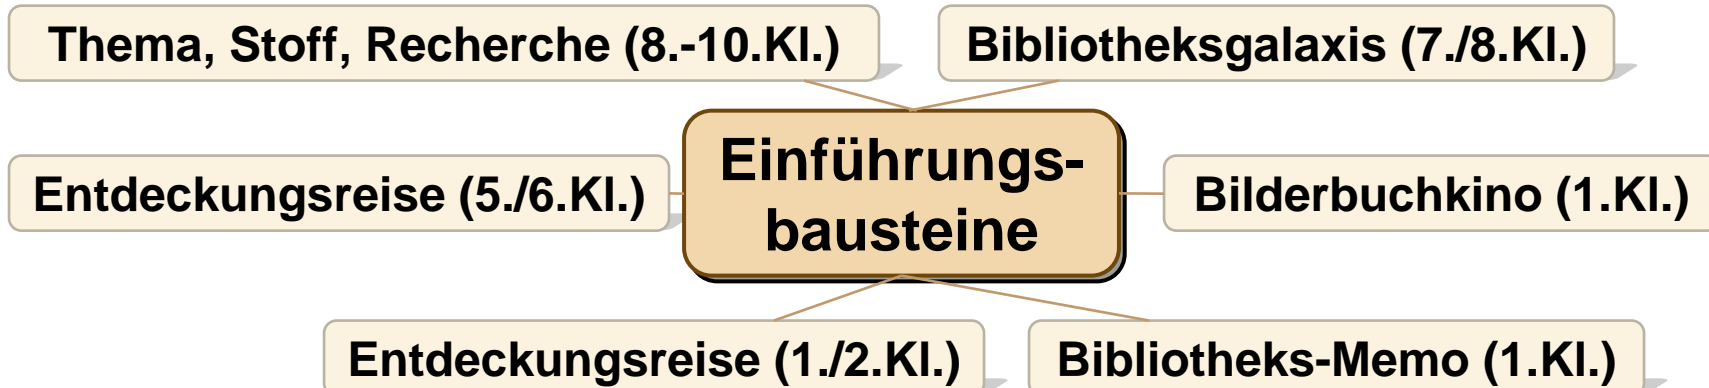 Thema, Stoff, Recherche (8.-10.Kl.)
Bibliotheksgalaxis (7./8.Kl.)
Einführungs-
bausteine
Entdeckungsreise (5./6.Kl.)
Bilderbuchkino (1.Kl.)
Entdeckungsreise (1./2.Kl.)
Bibliotheks-Memo (1.Kl.)